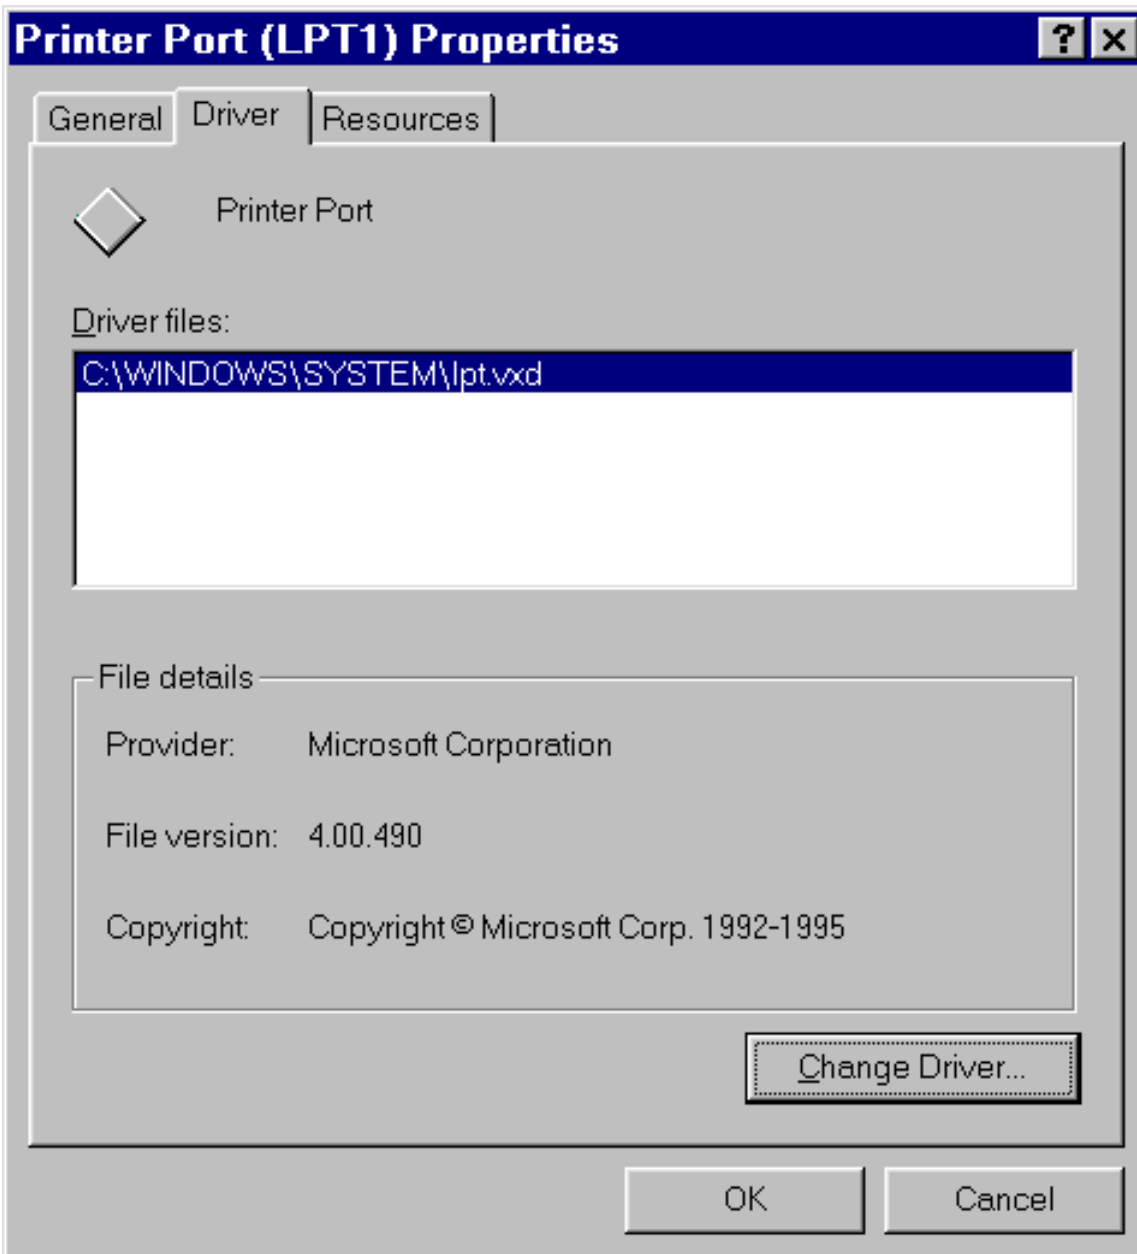 Printer Port (LPT1) Properties
General Driver Resources
Printer Port
Driver files:
C:\WINDOWS\SYSTEM\lpt.vxd
File details
Provider: Microsoft Corporation
File version: 4.00.490
Copyright: Copyright © Microsoft Corp. 1992-1995
Change Driver...
OK Cancel